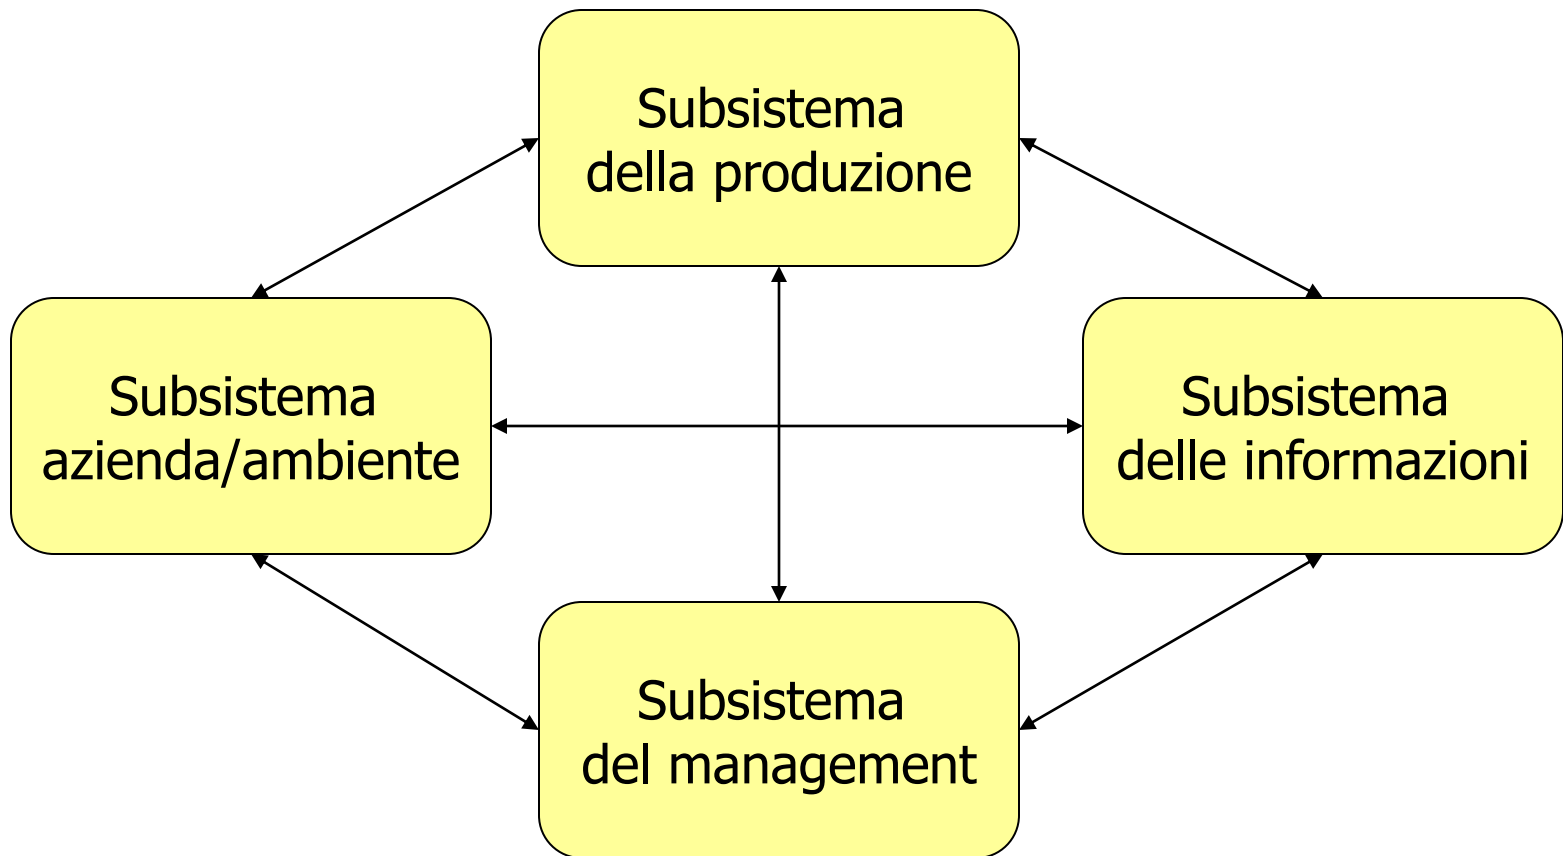 Subsistema
della produzione
Subsistema
azienda/ambiente
Subsistema
delle informazioni
Subsistema
del management